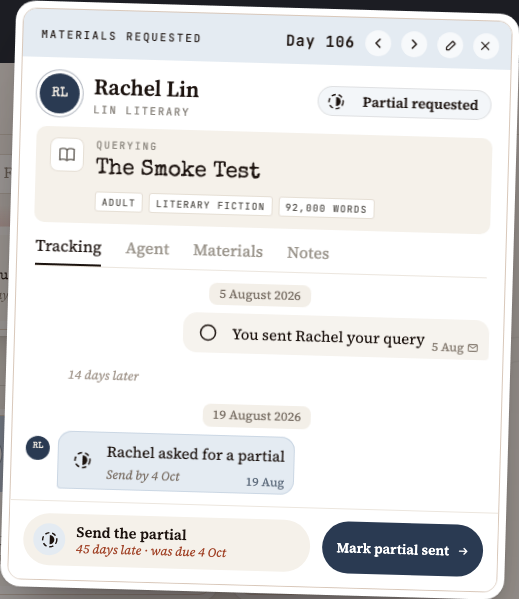 MATERIALS REQUESTED
Day 106
RL
Rachel Lin
LIN LITERARY
Partial requested
QUERYING
The Smoke Test
ADULT
LITERARY FICTION
92,000 WORDS
Tracking
Agent
Materials
Notes
5 August 2026
You sent Rachel your query
5 Aug
14 days later
19 August 2026
RL
Rachel asked for a partial
Send by 4 Oct
19 Aug
Send the partial
45 days late · was due 4 Oct
Mark partial sent →